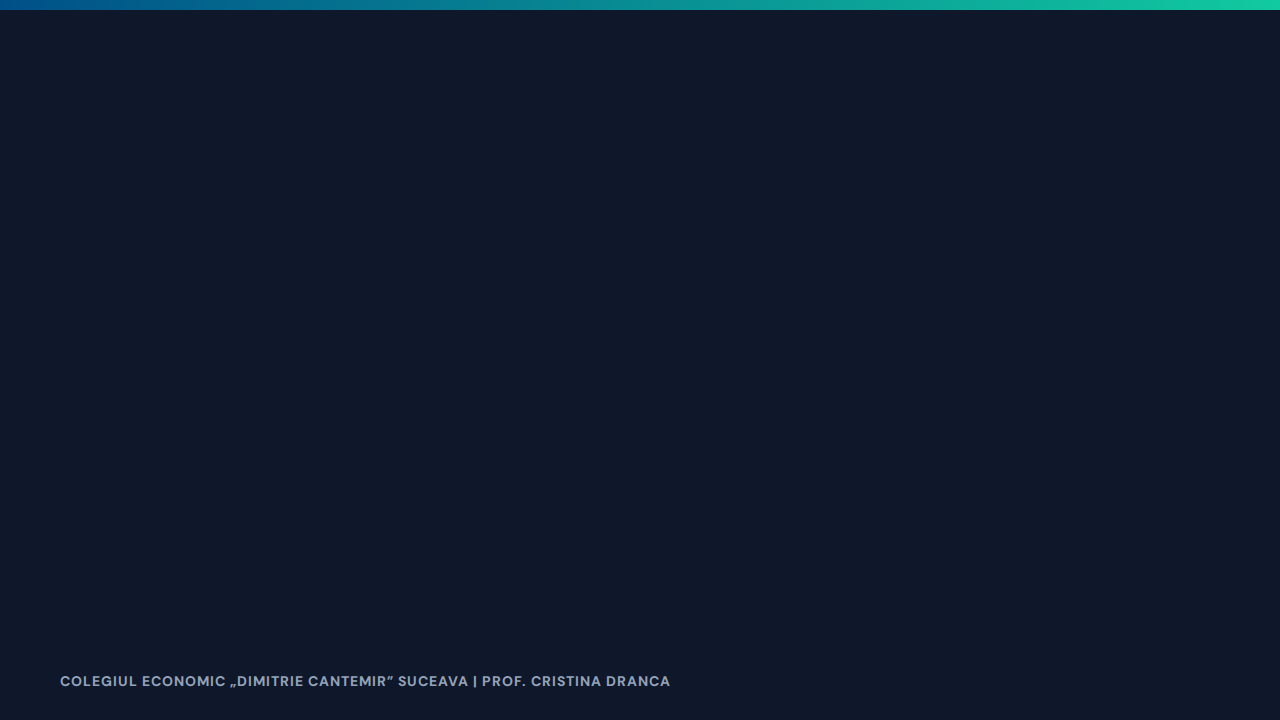 COLEGIUL ECONOMIC „DIMITRIE CANTEMIR” SUCEAVA | PROF. CRISTINA DRANCA